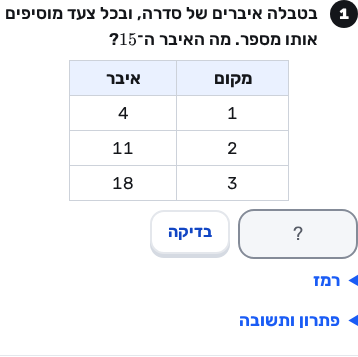 1 בטבלה איברים של סדרה, ובכל צעד מוסיפים
אותו מספר. מה האיבר ה־15?
מקום איבר
1 4
2 11
3 18
? בדיקה
◀ רמז
◀ פתרון ותשובה